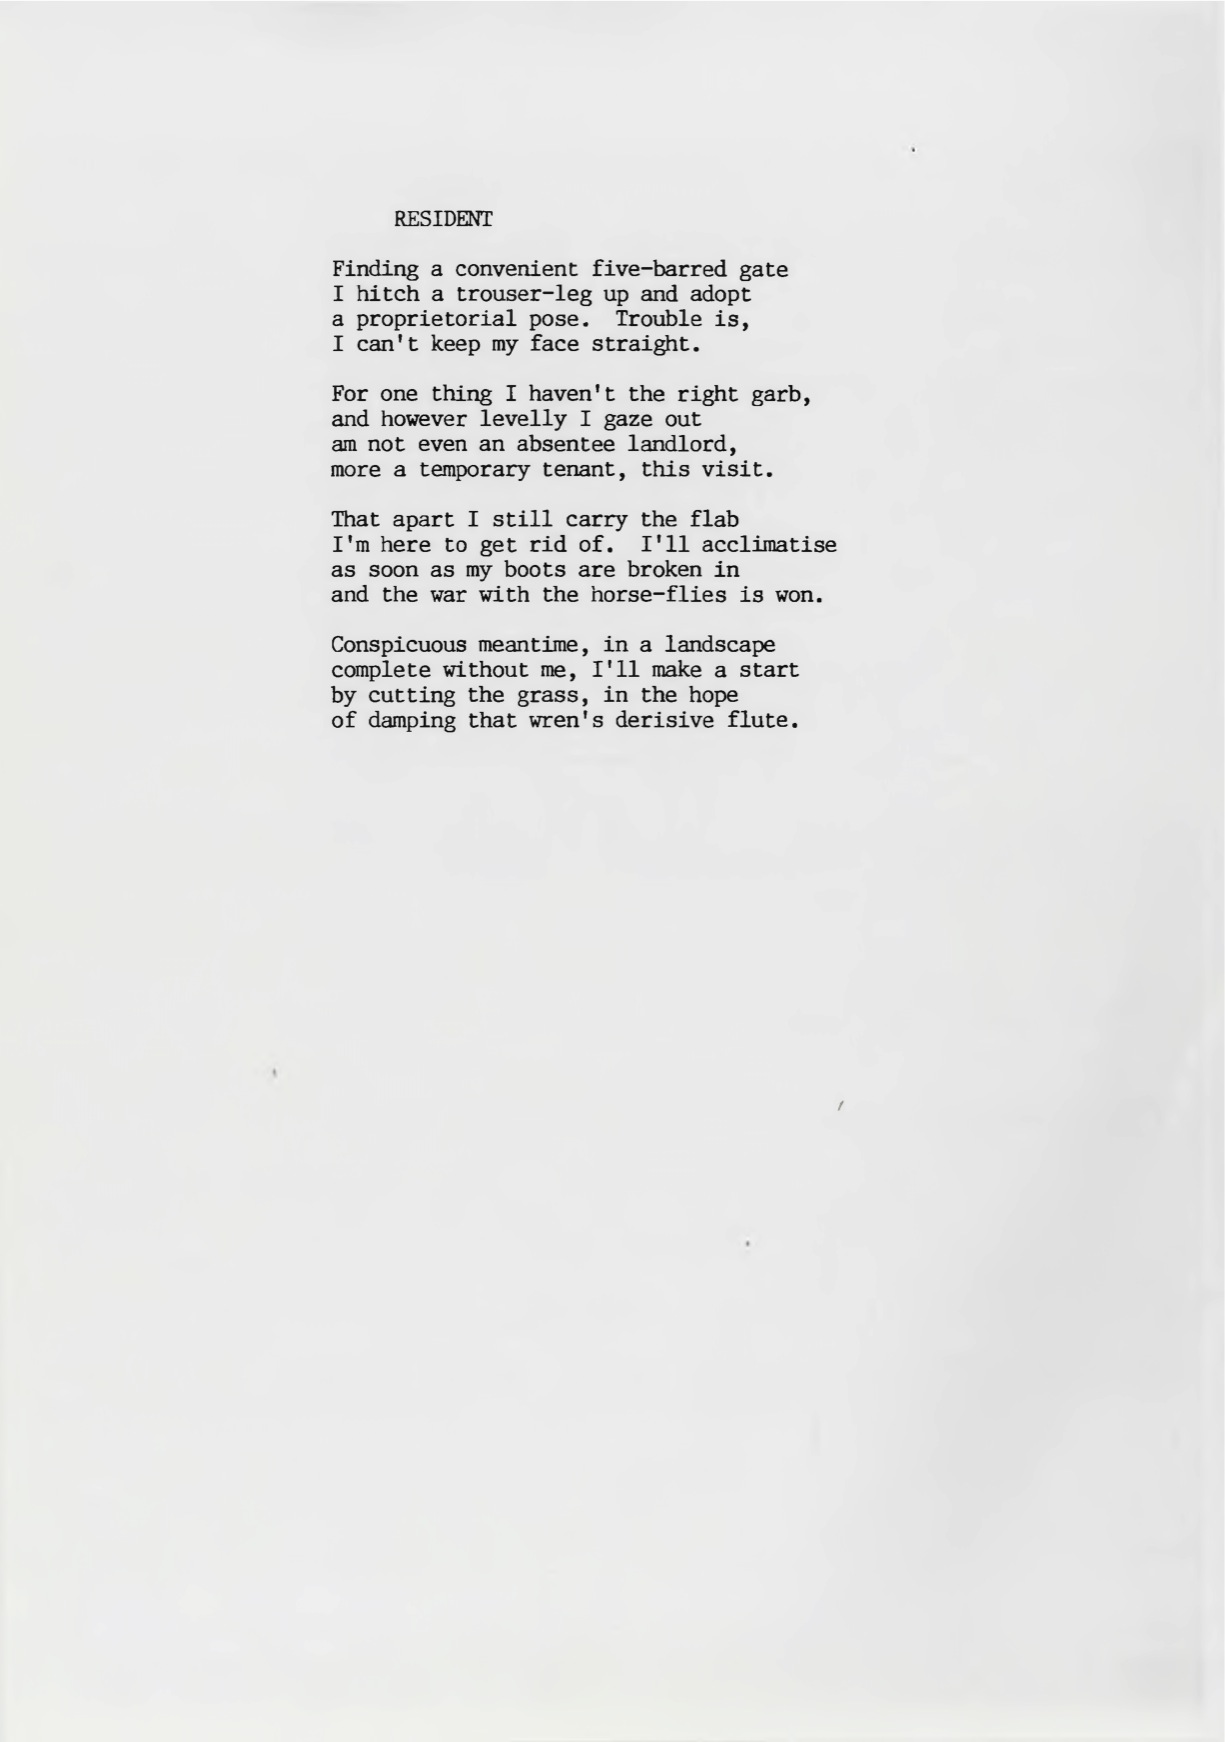 RESIDENT
Finding a convenient five-barred gate
I hitch a trouser-leg up and adopt
a proprietorial pose.  Trouble is,
I can't keep my face straight.
For one thing I haven't the right garb,
and however levelly I gaze out
am not even an absentee landlord,
more a temporary tenant, this visit.
That apart I still carry the flab
I'm here to get rid of.  I'll acclimatise
as soon as my boots are broken in
and the war with the horse-flies is won.
Conspicuous meantime, in a landscape
complete without me, I'll make a start
by cutting the grass, in the hope
of damping that wren's derisive flute.